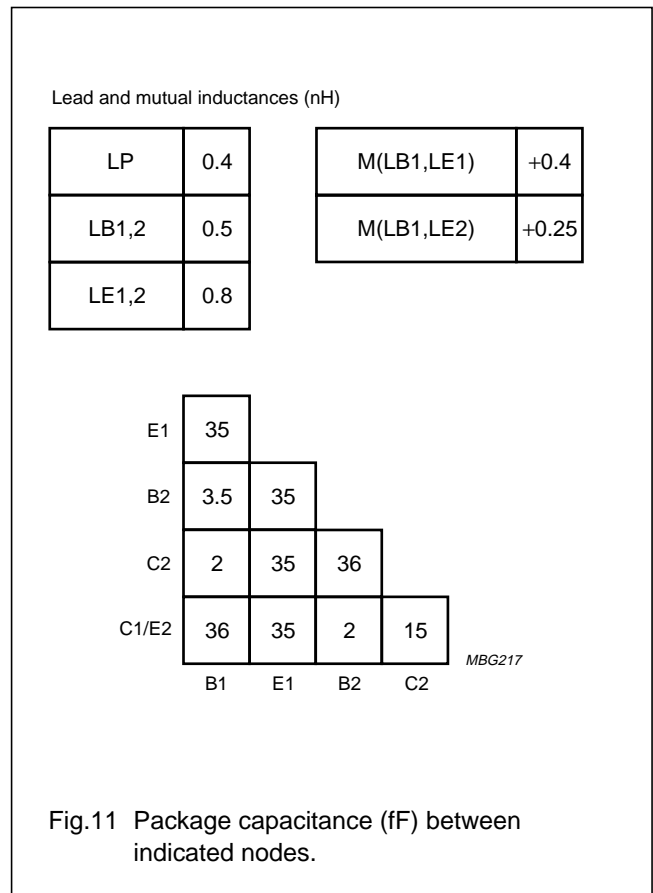 Lead and mutual inductances (nH)
LP 0.4
LB1,2 0.5
LE1,2 0.8
M(LB1,LE1) +0.4
M(LB1,LE2) +0.25
E1 35
B2 3.5 35
C2 2 35 36
C1/E2 36 35 2 15
B1 E1 B2 C2
MBG217
Fig.11 Package capacitance (fF) between
indicated nodes.